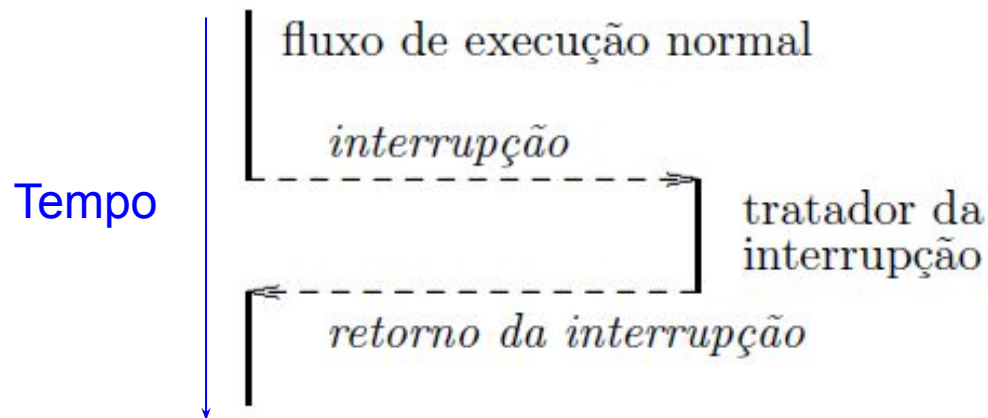 fluxo de execução normal
interrupção
Tempo
tratador da
interrupção
retorno da interrupção